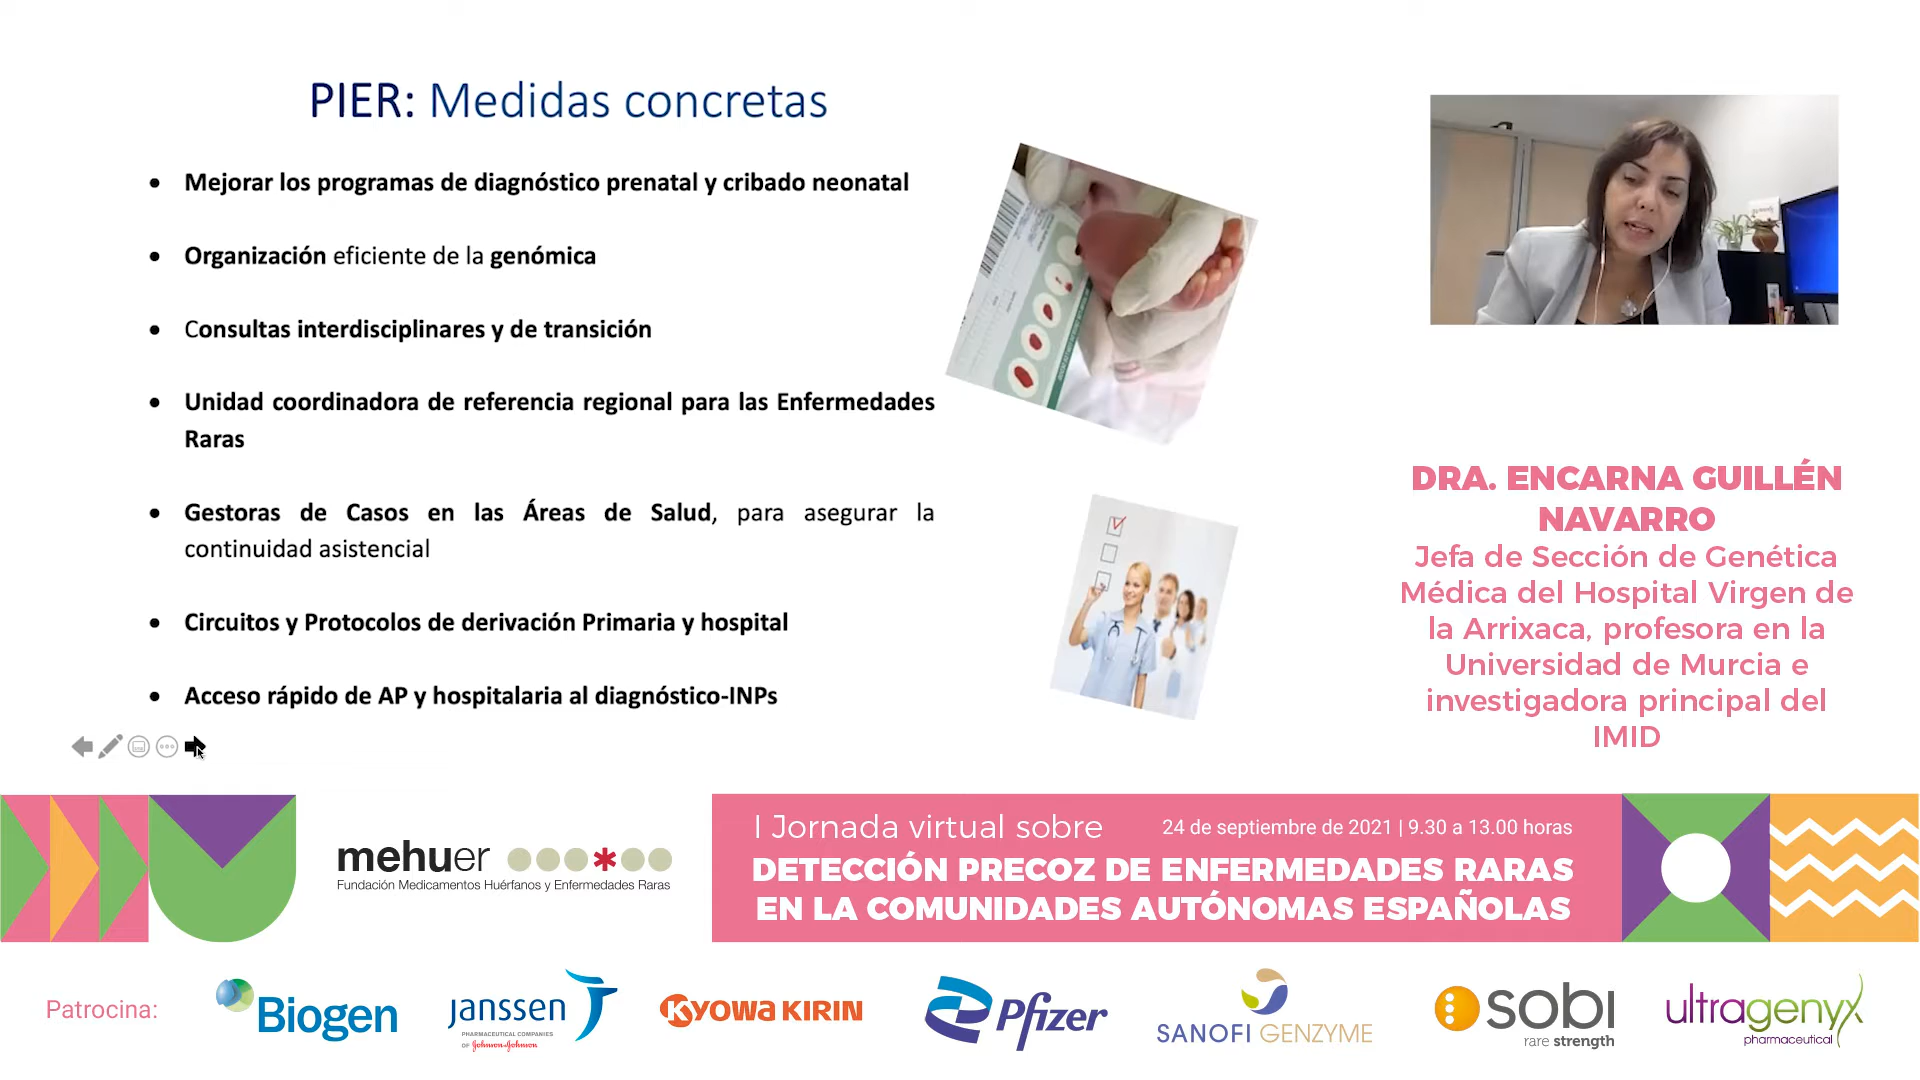 PIER: Medidas concretas
• Mejorar los programas de diagnóstico prenatal y cribado neonatal
• Organización eficiente de la genómica
• Consultas interdisciplinares y de transición
• Unidad coordinadora de referencia regional para las Enfermedades
Raras
• Gestoras de Casos en las Áreas de Salud, para asegurar la
continuidad asistencial
• Circuitos y Protocolos de derivación Primaria y hospital
• Acceso rápido de AP y hospitalaria al diagnóstico-INPs
DRA. ENCARNA GUILLÉN
NAVARRO
Jefa de Sección de Genética
Médica del Hospital Virgen de
la Arrixaca, profesora en la
Universidad de Murcia e
investigadora principal del
IMID
mehuer
Fundación Medicamentos Huérfanos y Enfermedades Raras
I Jornada virtual sobre
24 de septiembre de 2021 | 9.30 a 13.00 horas
DETECCIÓN PRECOZ DE ENFERMEDADES RARAS
EN LA COMUNIDADES AUTÓNOMAS ESPAÑOLAS
Patrocina:
Biogen
janssen
PHARMACEUTICAL COMPANIES
OF Johnson & Johnson
KYOWA KIRIN
Pfizer
SANOFI GENZYME
sobi
rare strength
ultragenyx
pharmaceutical